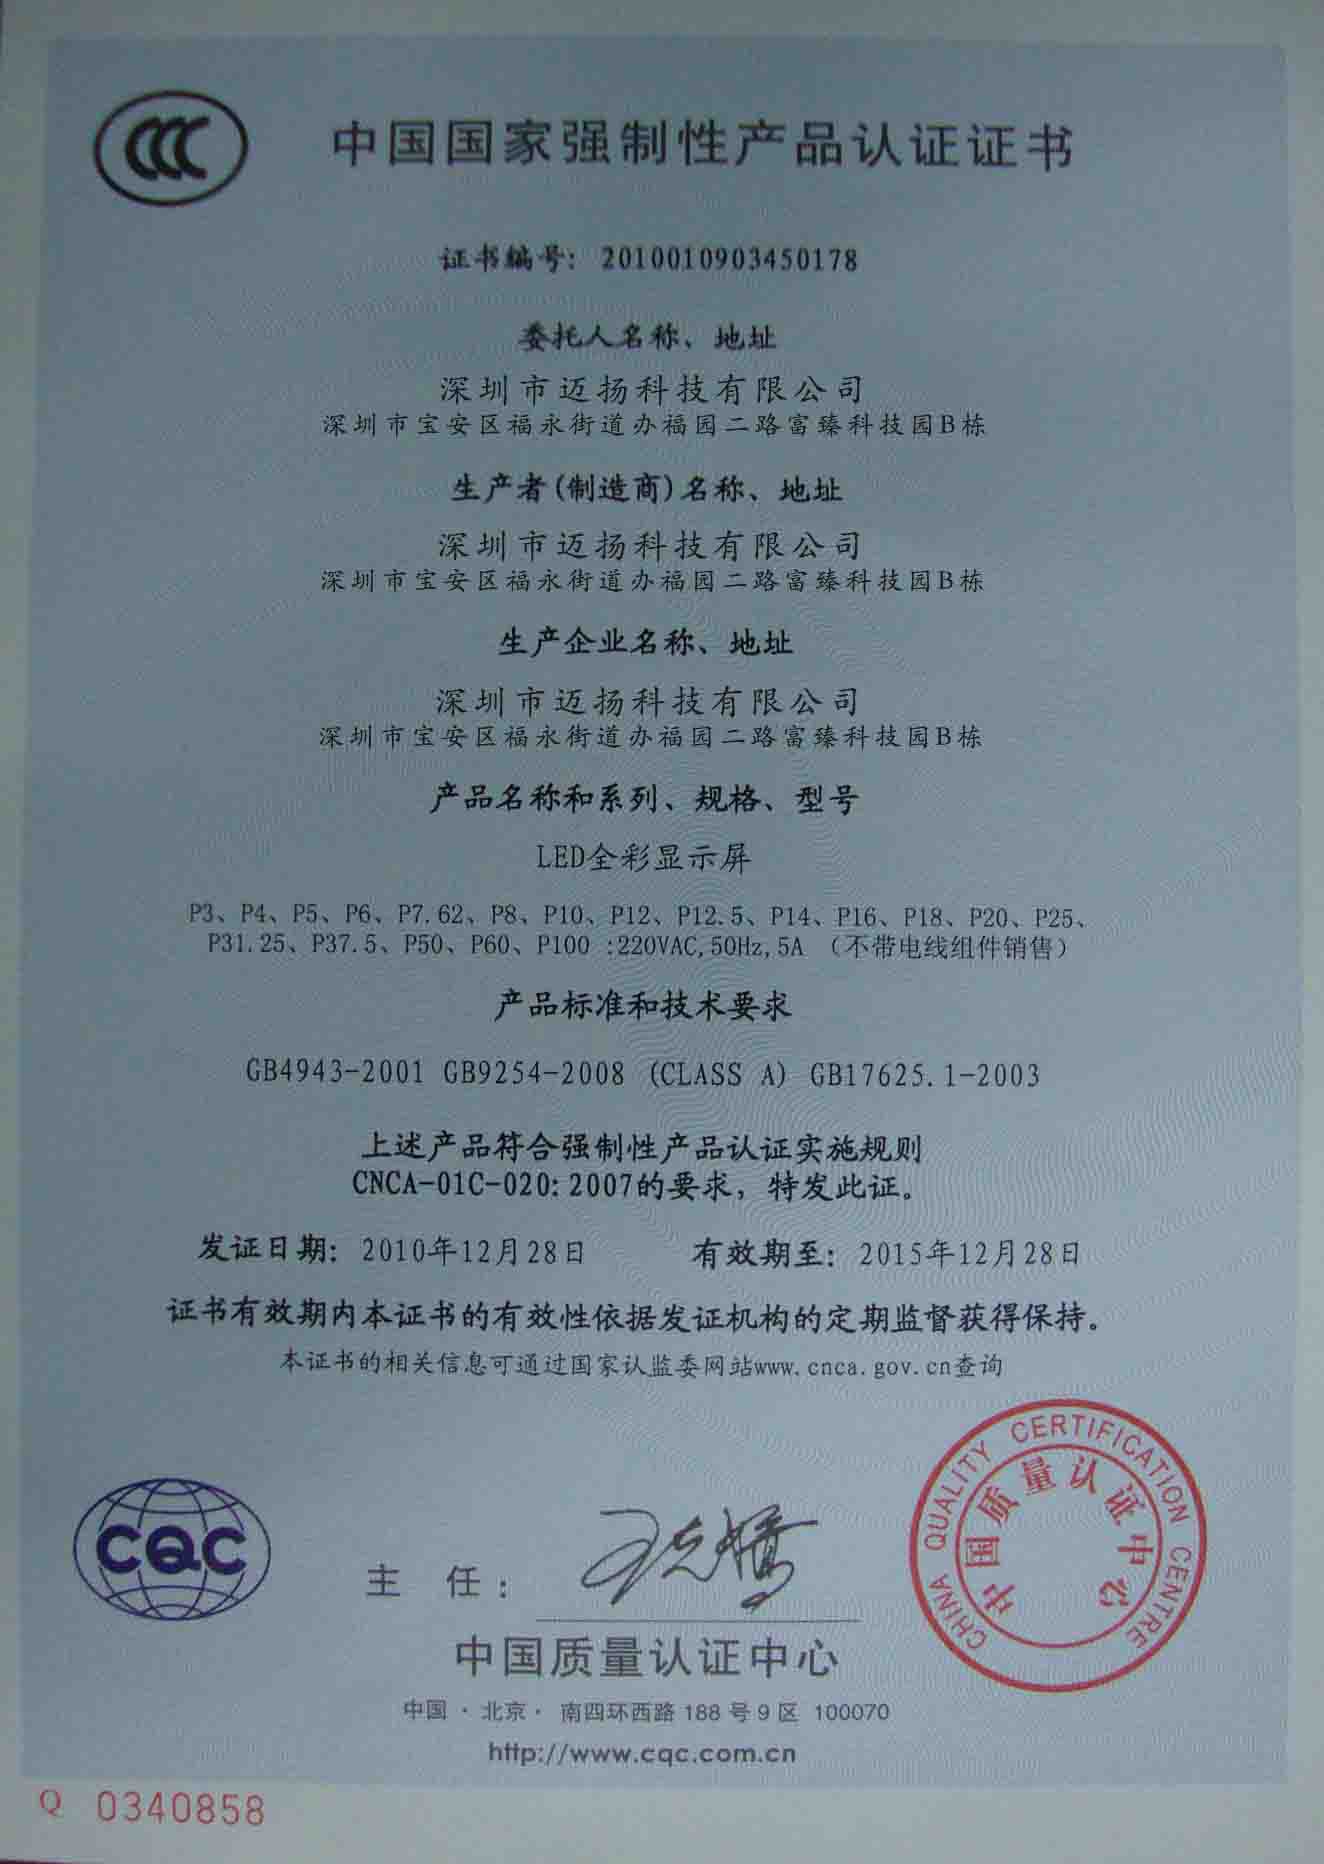 CCC
中国国家强制性产品认证证书
证书编号: 2010010903450178
委托人名称、地址
深圳市迈扬科技有限公司
深圳市宝安区福永街道办福园二路富臻科技园B栋
生产者(制造商)名称、地址
深圳市迈扬科技有限公司
深圳市宝安区福永街道办福园二路富臻科技园B栋
生产企业名称、地址
深圳市迈扬科技有限公司
深圳市宝安区福永街道办福园二路富臻科技园B栋
产品名称和系列、规格、型号
LED全彩显示屏
P3、P4、P5、P6、P7.62、P8、P10、P12、P12.5、P14、P16、P18、P20、P25、
P31.25、P37.5、P50、P60、P100 :220VAC,50Hz,5A （不带电线组件销售）
产品标准和技术要求
GB4943-2001 GB9254-2008 (CLASS A) GB17625.1-2003
上述产品符合强制性产品认证实施规则
CNCA-01C-020:2007的要求，特发此证。
发证日期: 2010年12月28日 有效期至: 2015年12月28日
证书有效期内本证书的有效性依据发证机构的定期监督获得保持。
本证书的相关信息可通过国家认监委网站www.cnca.gov.cn查询
CQC
主 任:
CHINA QUALITY CERTIFICATION CENTRE
中国质量认证中心
中国质量认证中心
中国·北京·南四环西路188号9区 100070
http://www.cqc.com.cn
Q 0340858